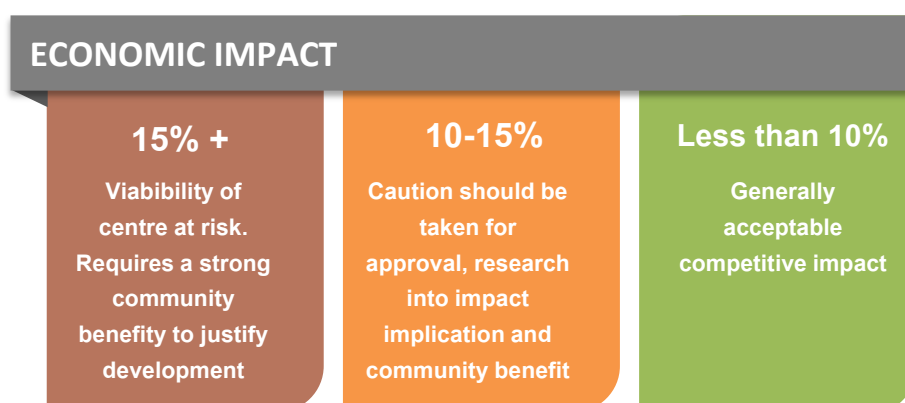 ECONOMIC IMPACT
15% +
Viabibility of
centre at risk.
Requires a strong
community
benefity to justify
development
10-15%
Caution should be
taken for
approval, research
into impact
implication and
community benefit
Less than 10%
Generally
acceptable
competitive impact